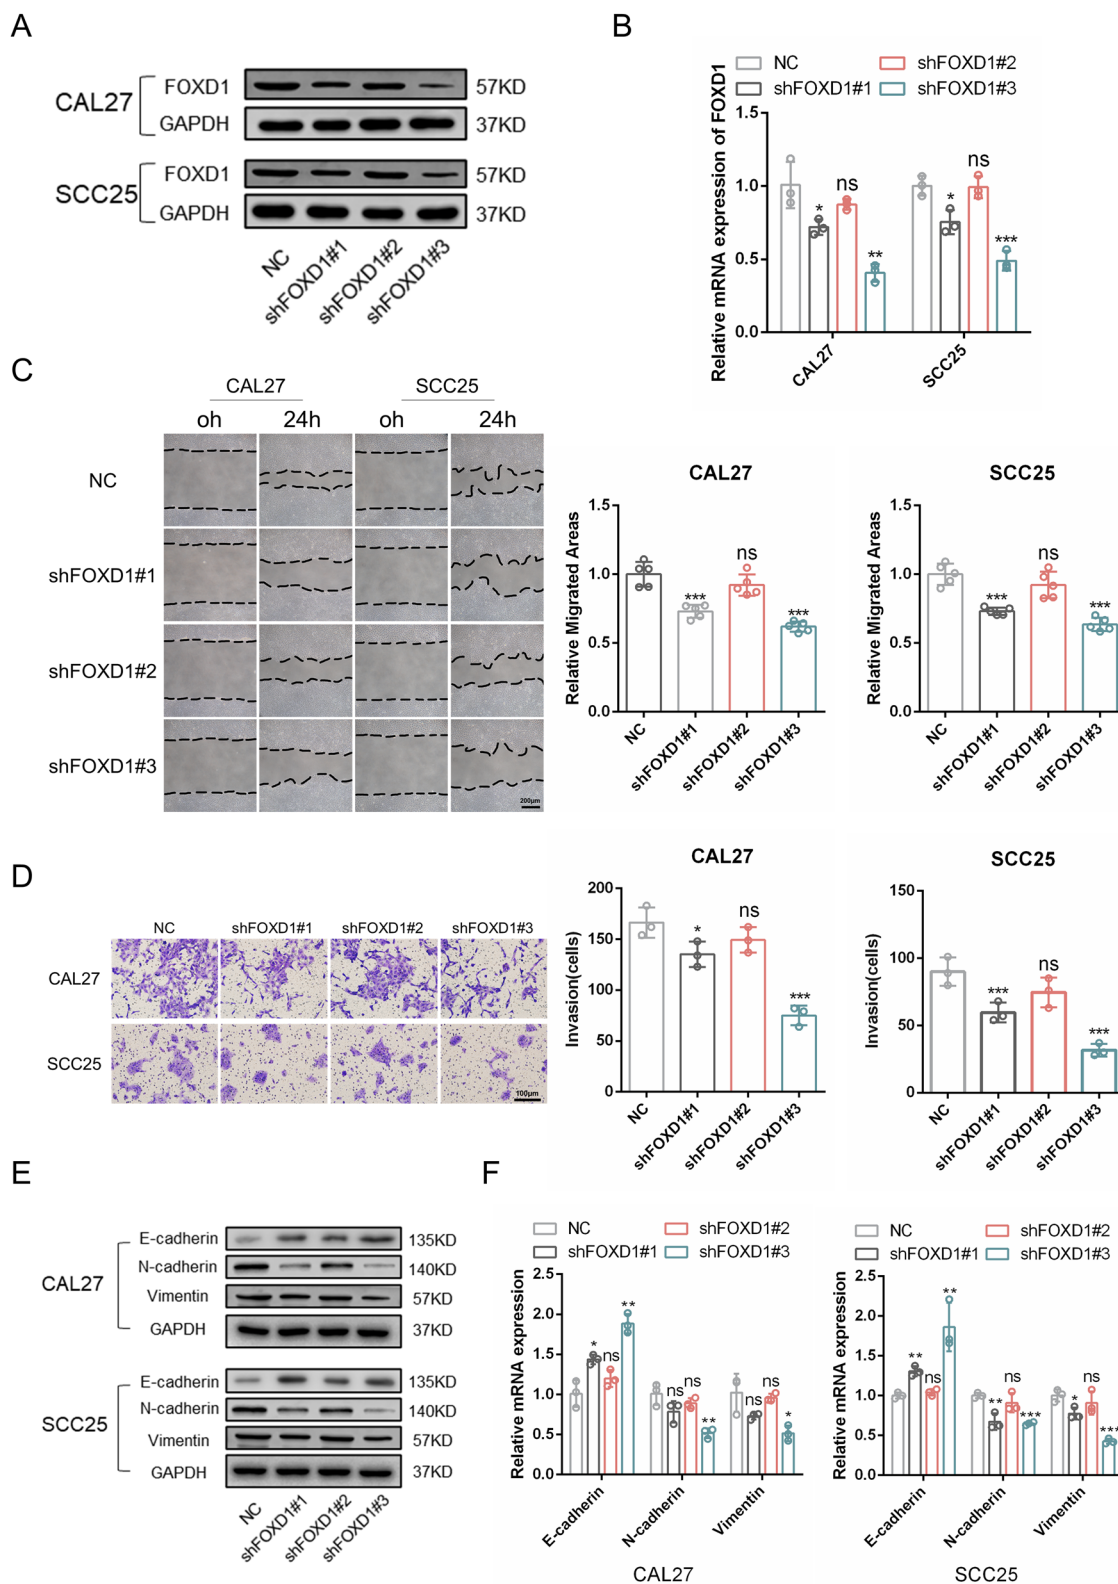 A
CAL27
FOXD1 57KD
GAPDH 37KD
SCC25
FOXD1 57KD
GAPDH 37KD
NC
shFOXD1#1
shFOXD1#2
shFOXD1#3
B
NC
shFOXD1#1
shFOXD1#2
shFOXD1#3
Relative mRNA expression of FOXD1
1.5
1.0
0.5
0.0
*
ns
**
*
ns
***
CAL27
SCC25
C
CAL27 SCC25
oh 24h oh 24h
NC
shFOXD1#1
shFOXD1#2
shFOXD1#3
200μm
CAL27
Relative Migrated Areas
1.5
1.0
0.5
0.0
***
ns
***
NC
shFOXD1#1
shFOXD1#2
shFOXD1#3
SCC25
Relative Migrated Areas
1.5
1.0
0.5
0.0
***
ns
***
NC
shFOXD1#1
shFOXD1#2
shFOXD1#3
D
NC shFOXD1#1 shFOXD1#2 shFOXD1#3
CAL27
SCC25
100μm
CAL27
Invasion(cells)
200
150
100
50
0
*
ns
***
NC
shFOXD1#1
shFOXD1#2
shFOXD1#3
SCC25
Invasion(cells)
150
100
50
0
***
ns
***
NC
shFOXD1#1
shFOXD1#2
shFOXD1#3
E
CAL27
E-cadherin 135KD
N-cadherin 140KD
Vimentin 57KD
GAPDH 37KD
SCC25
E-cadherin 135KD
N-cadherin 140KD
Vimentin 57KD
GAPDH 37KD
NC
shFOXD1#1
shFOXD1#2
shFOXD1#3
F
NC
shFOXD1#1
shFOXD1#2
shFOXD1#3
Relative mRNA expression
2.5
2.0
1.5
1.0
0.5
0.0
*
ns
**
ns
ns
**
ns
ns
*
E-cadherin
N-cadherin
Vimentin
CAL27
NC
shFOXD1#1
shFOXD1#2
shFOXD1#3
Relative mRNA expression
2.5
2.0
1.5
1.0
0.5
0.0
**
ns
**
**
ns
***
*
ns
***
E-cadherin
N-cadherin
Vimentin
SCC25